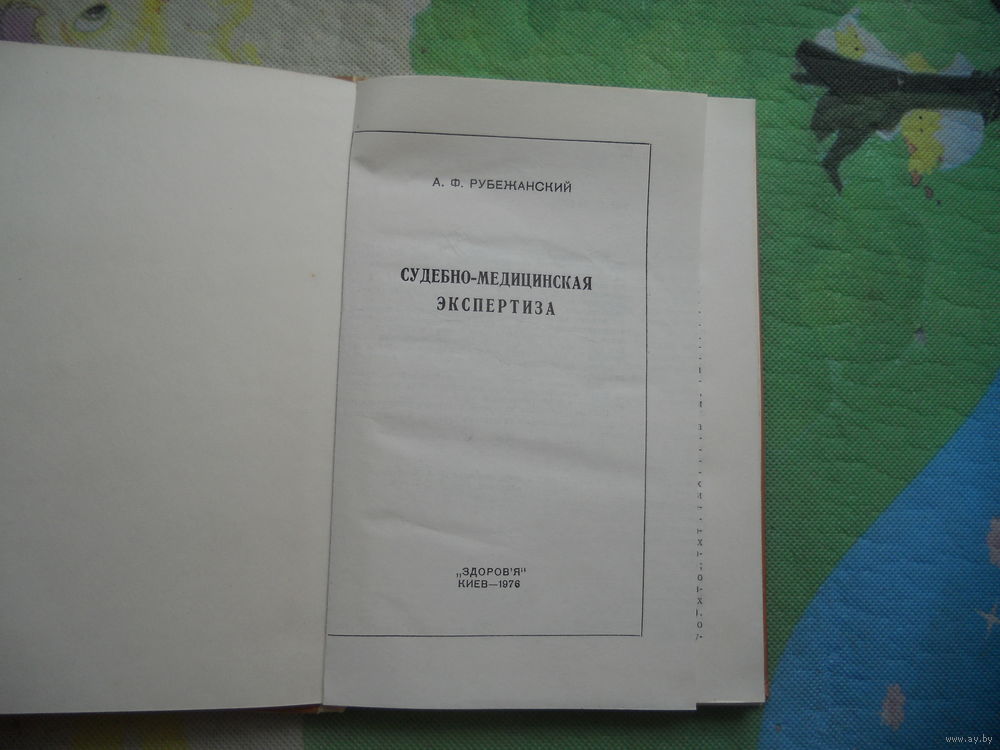 А. Ф. РУБЕЖАНСКИЙ
СУДЕБНО-МЕДИЦИНСКАЯ
ЭКСПЕРТИЗА
„ЗДОРОВ'Я"
КИЕВ—1976
www.ay.by